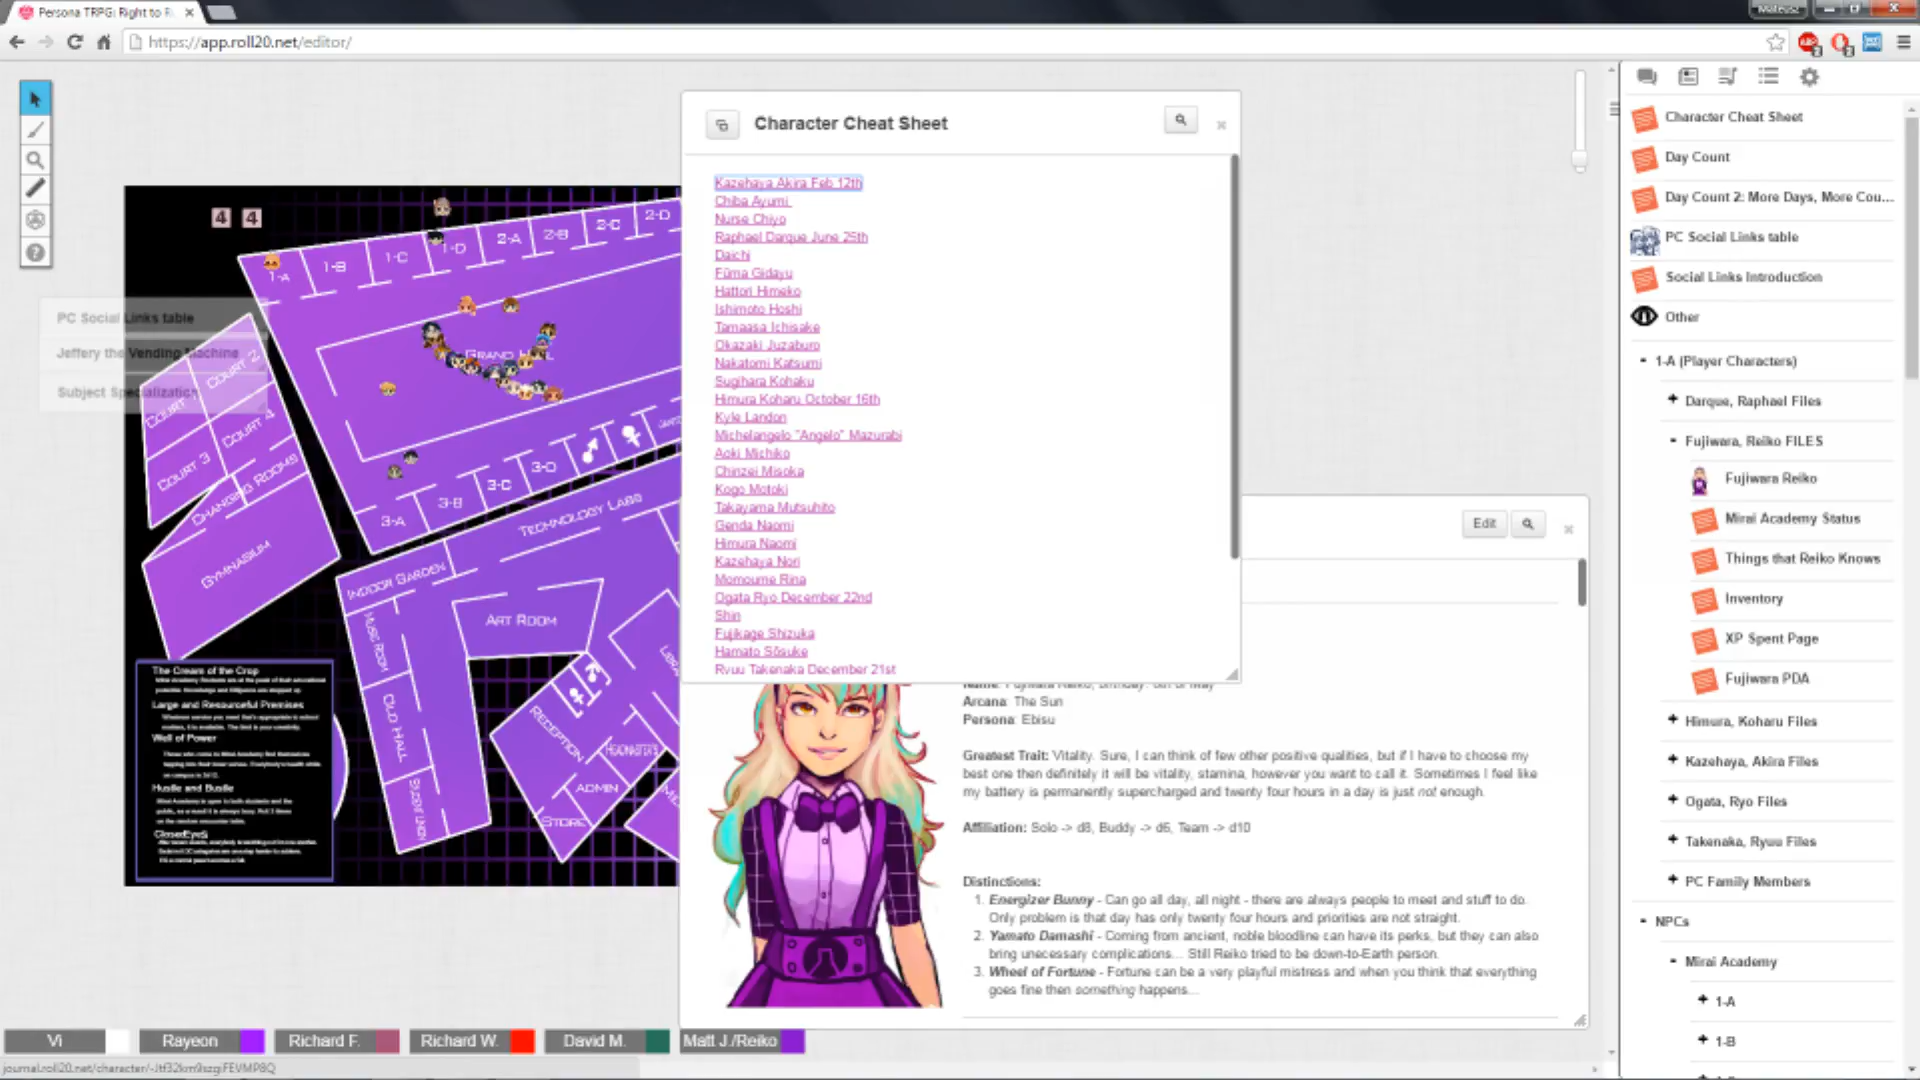 Persona TRPG: Right to R
Mateusz
https://app.roll20.net/editor/
4 4
1-A
1-B
1-C
1-D
2-A
2-B
2-C
2-D
Grand Hall
Court 2
Court 4
Court 3
Changing Rooms
Gymnasium
3-A
3-B
3-C
3-D
Technology Labs
Indoor Garden
Music Room
Art Room
Old Hall
Reception
Headmaster's
Admin
Store
PC Social Links table
Jeffery the Vending Machine
Subject Specialization
The Cream of the Crop
Large and Resourceful Premises
Well of Power
Hustle and Bustle
Closed Eyes
Character Cheat Sheet
Kazehaya Akira Feb 12th
Chiba Ayumi
Nurse Chiyo
Raphael Darque June 25th
Daichi
Fūma Gidayu
Hattori Himeko
Ishimoto Hoshi
Tamaasa Ichisake
Okazaki Juzaburo
Nakatomi Katsumi
Sugihara Kohaku
Himura Koharu October 16th
Kyle Landon
Michelangelo "Angelo" Mazurabi
Aoki Michiko
Chinzei Misoka
Kogo Motoki
Takayama Mutsuhito
Genda Naomi
Himura Naomi
Kazehaya Nori
Momoume Rina
Ogata Ryo December 22nd
Shin
Fujikage Shizuka
Hamato Sōsuke
Ryuu Takenaka December 21st
Edit
Arcana: The Sun
Persona: Ebisu
Greatest Trait: Vitality. Sure, I can think of few other positive qualities, but if I have to choose my
best one then definitely it will be vitality, stamina, however you want to call it. Sometimes I feel like
my battery is permanently supercharged and twenty four hours in a day is just not enough.
Affiliation: Solo -> d8, Buddy -> d6, Team -> d10
Distinctions:
1. Energizer Bunny - Can go all day, all night - there are always people to meet and stuff to do.
Only problem is that day has only twenty four hours and priorities are not straight.
2. Yamato Damashi - Coming from ancient, noble bloodline can have its perks, but they can also
bring unecessary complications... Still Reiko tried to be down-to-Earth person.
3. Wheel of Fortune - Fortune can be a very playful mistress and when you think that everything
goes fine then something happens...
Character Cheat Sheet
Day Count
Day Count 2: More Days, More Cou...
PC Social Links table
Social Links Introduction
Other
1-A (Player Characters)
Darque, Raphael Files
Fujiwara, Reiko FILES
Fujiwara Reiko
Mirai Academy Status
Things that Reiko Knows
Inventory
XP Spent Page
Fujiwara PDA
Himura, Koharu Files
Kazehaya, Akira Files
Ogata, Ryo Files
Takenaka, Ryuu Files
PC Family Members
NPCs
Mirai Academy
1-A
1-B
Vi
Rayeon
Richard F.
Richard W.
David M.
Matt J./Reiko